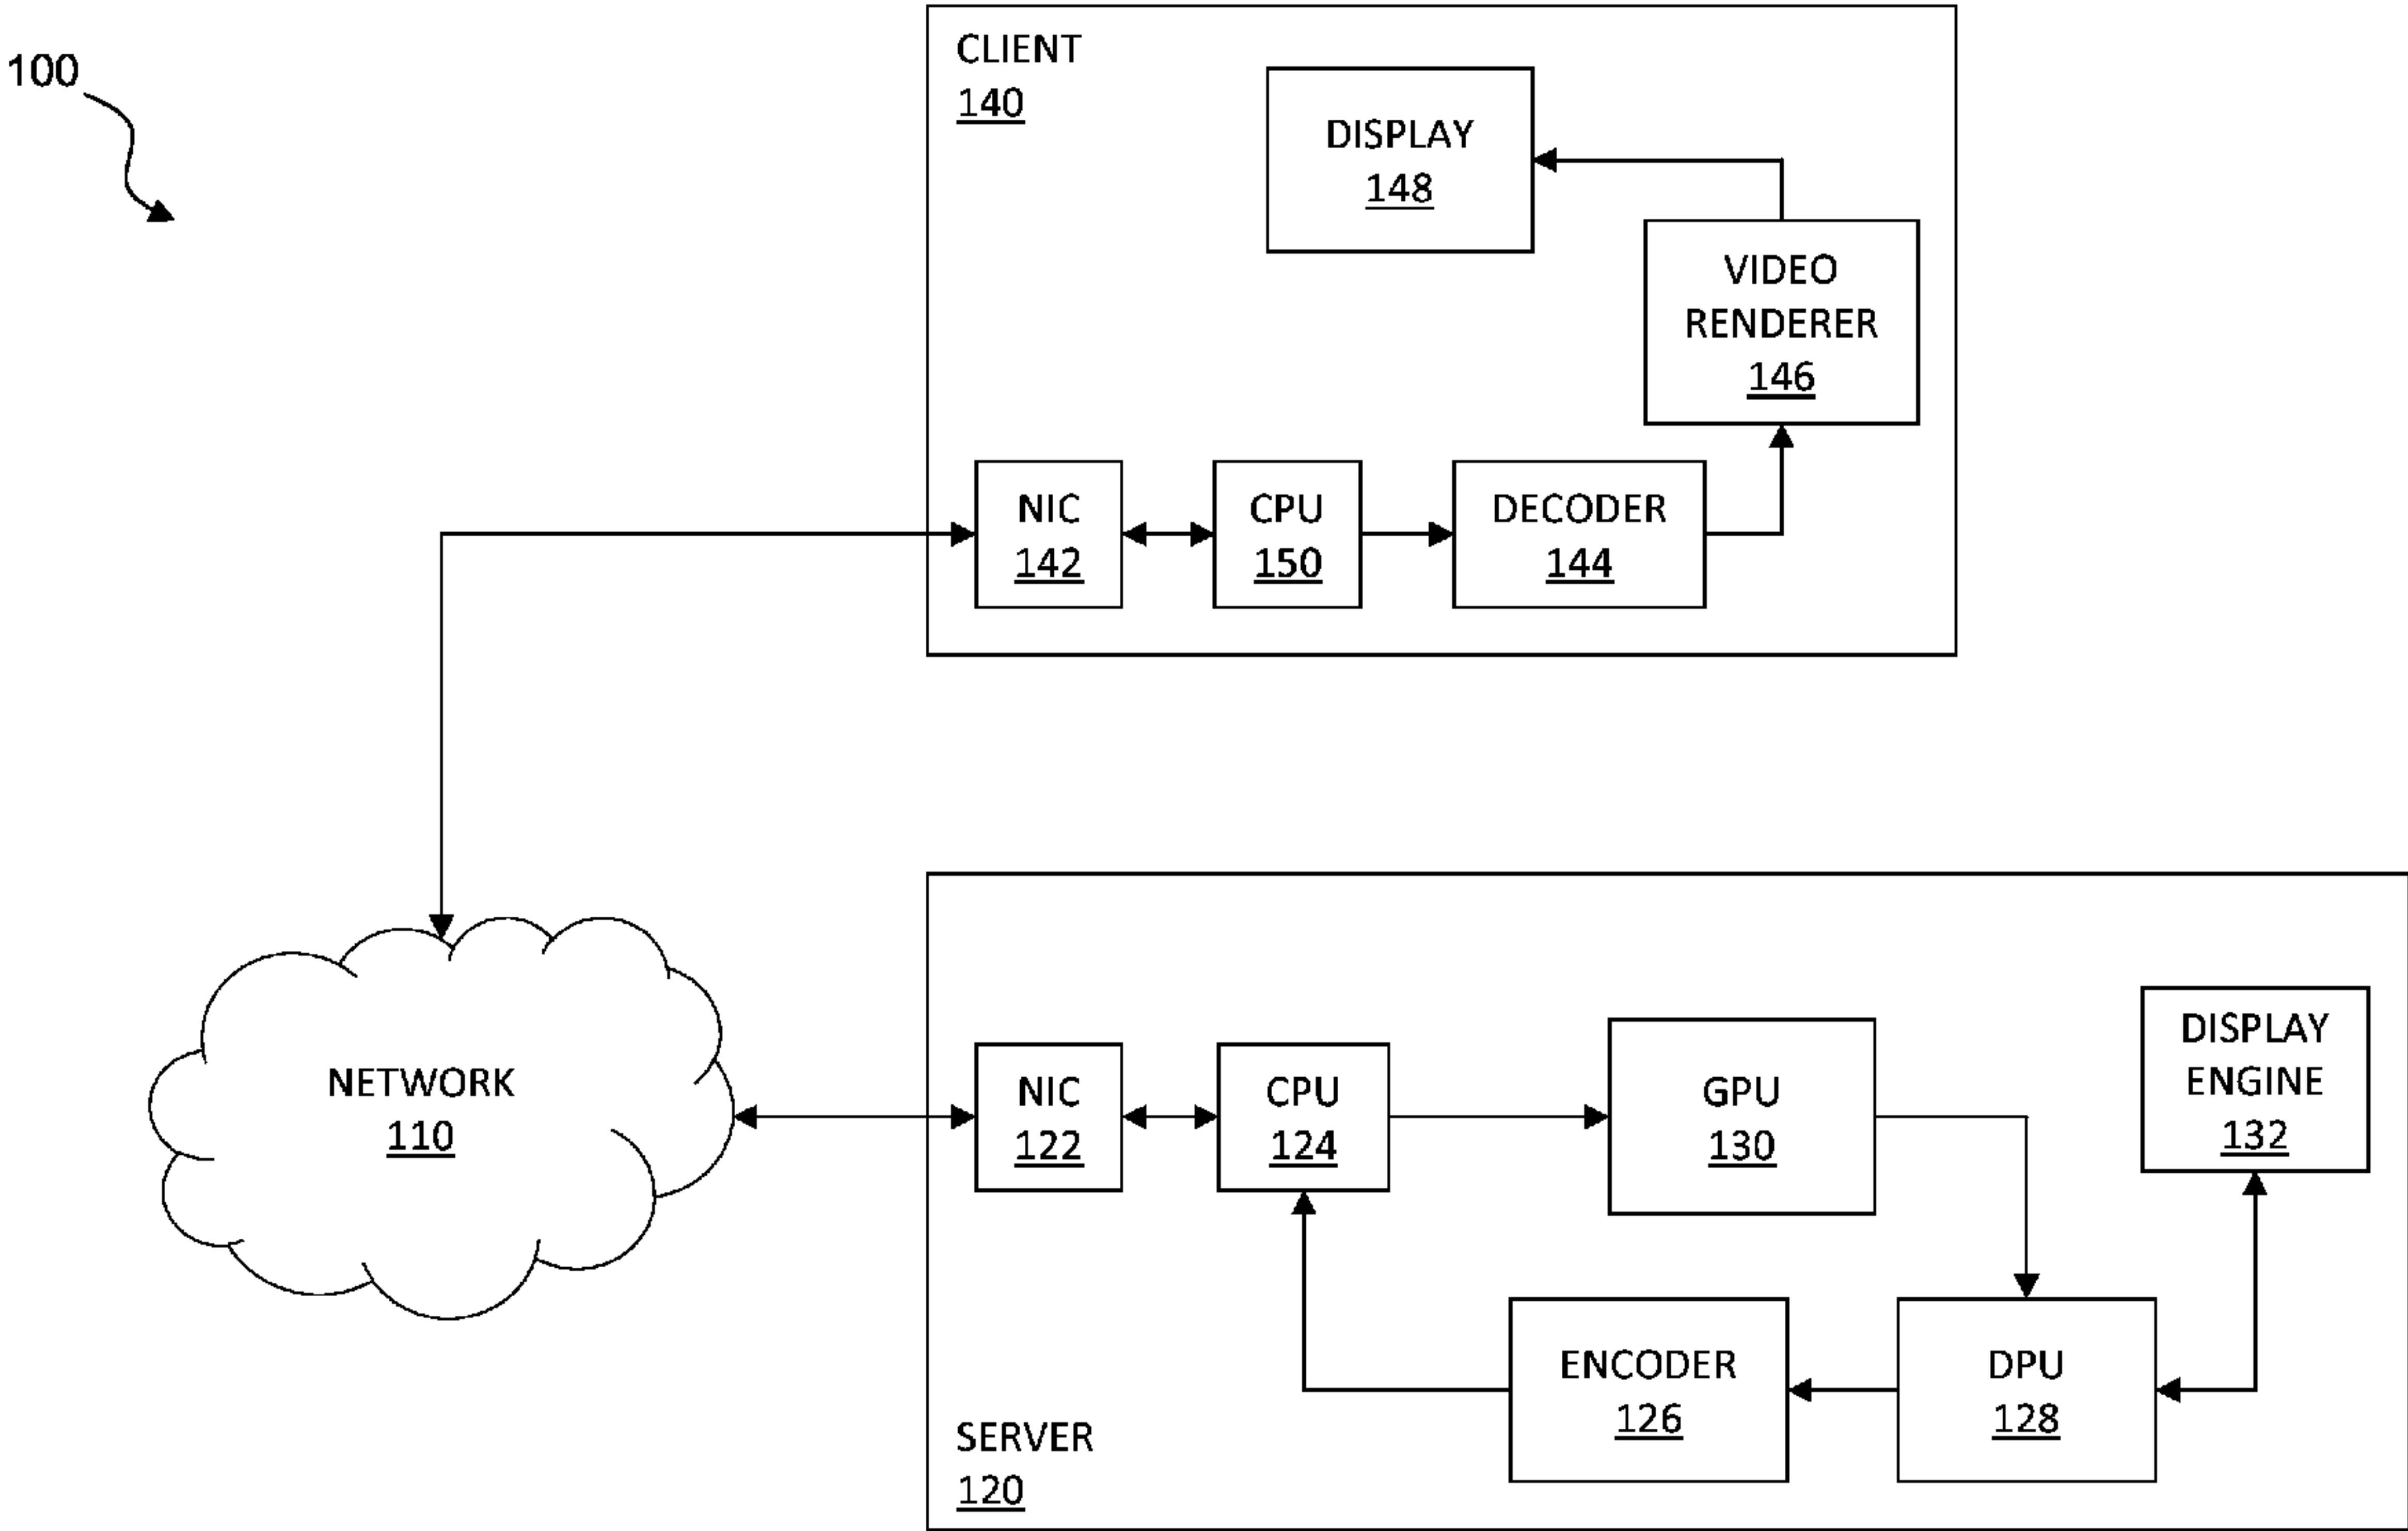 100
CLIENT
140
DISPLAY
148
VIDEO
RENDERER
146
NIC
142
CPU
150
DECODER
144
NETWORK
110
NIC
122
CPU
124
GPU
130
DISPLAY
ENGINE
132
ENCODER
126
DPU
128
SERVER
120